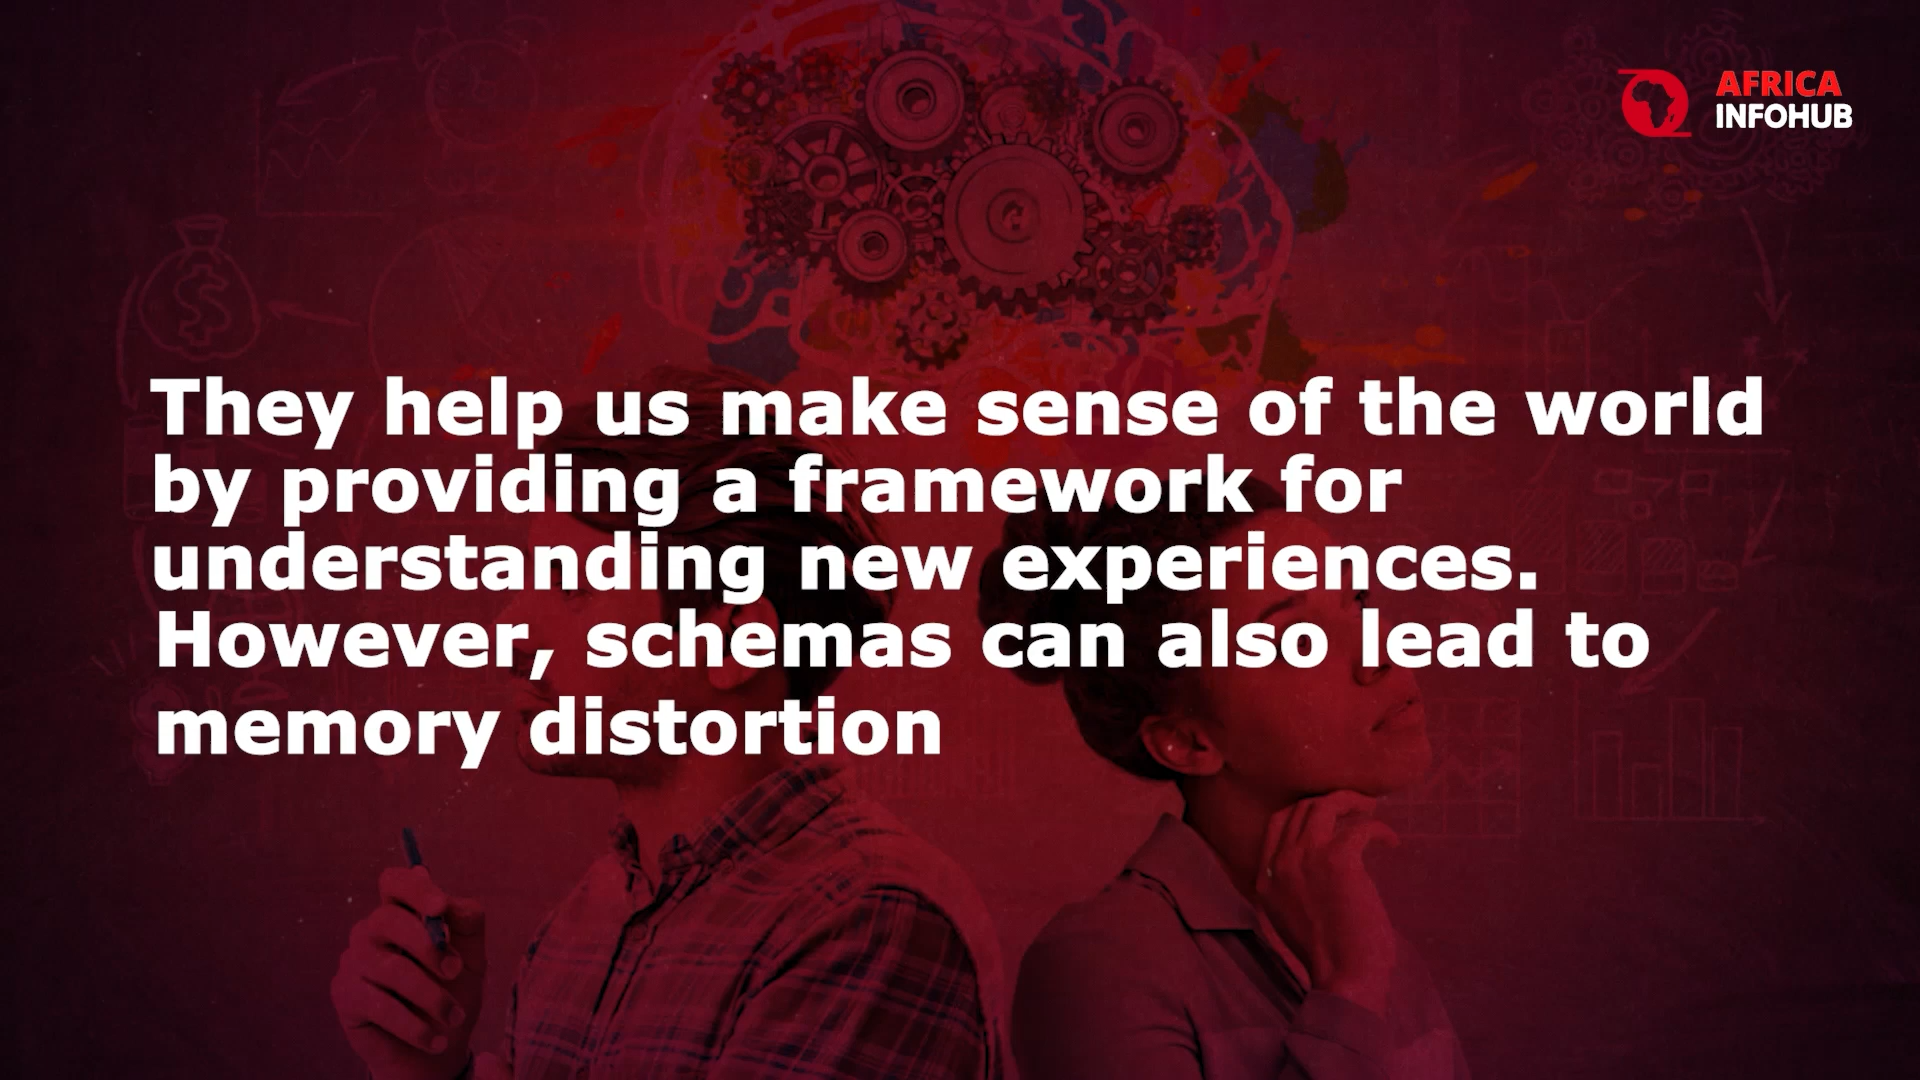 AFRICA
INFOHUB
They help us make sense of the world
by providing a framework for
understanding new experiences.
However, schemas can also lead to
memory distortion